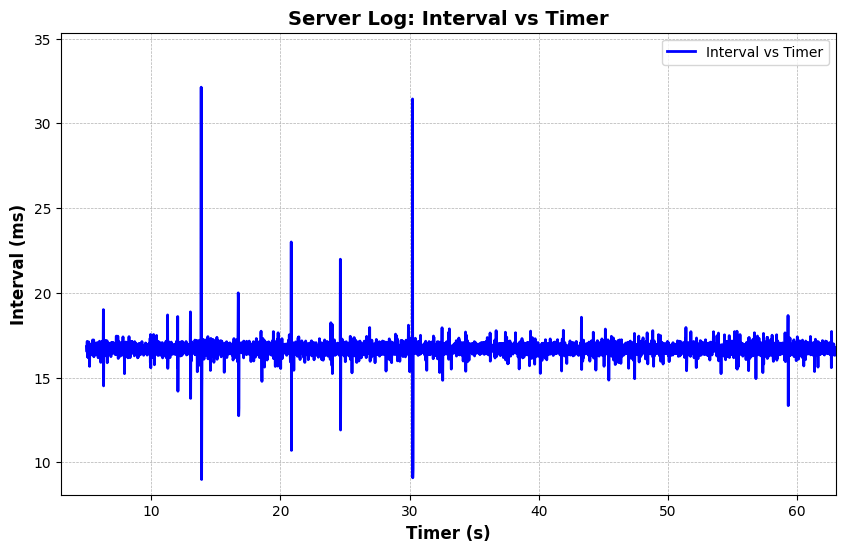 Server Log: Interval vs Timer
Interval vs Timer
Interval (ms)
35
30
25
20
15
10
10 20 30 40 50 60
Timer (s)